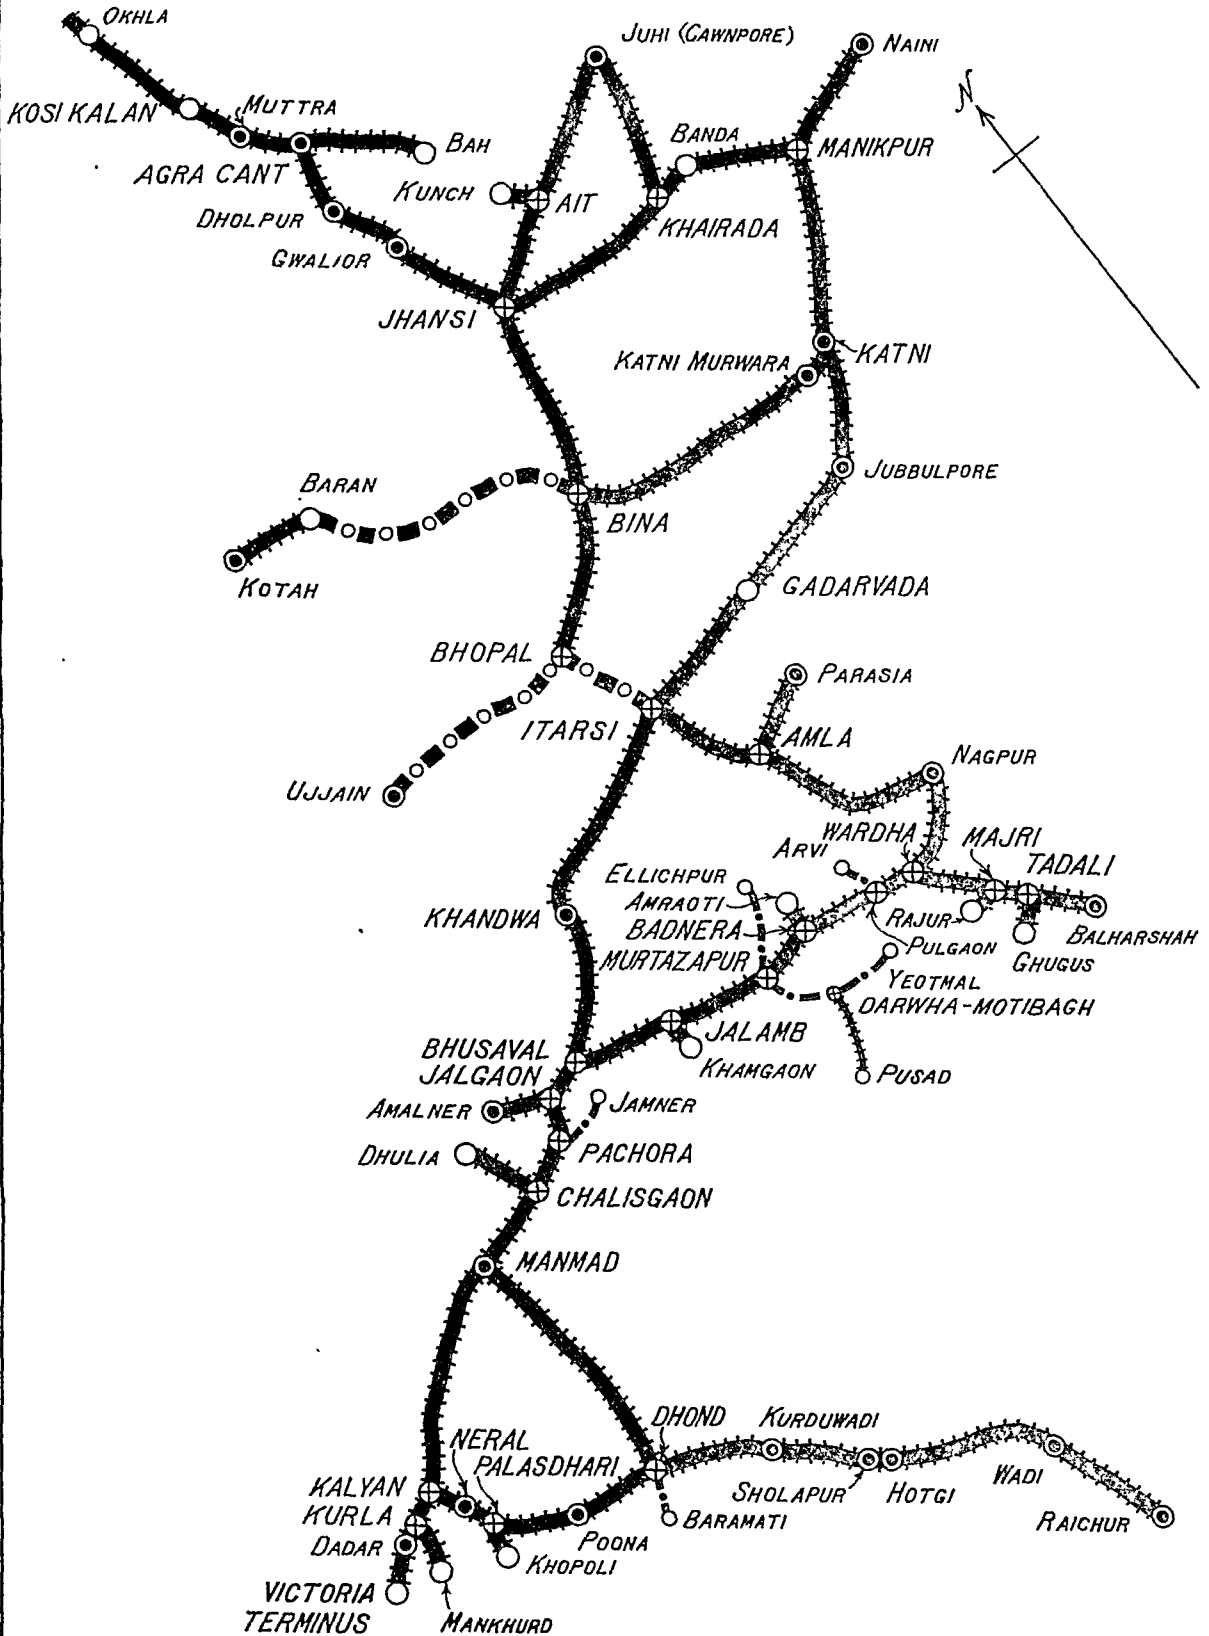 OKHLA
JUHI (CAWNPORE)
NAINI
KOSI KALAN
MUTTRA
N
BANDA
BAH
MANIKPUR
AGRA CANT
KUNCH
AIT
DHOLPUR
KHAIRADA
GWALIOR
JHANSI
KATNI MURWARA
KATNI
BARAN
JUBBULPORE
BINA
KOTAH
GADARVADA
BHOPAL
PARASIA
ITARSI
AMLA
NAGPUR
UJJAIN
WARDHA
MAJRI
ARVI
TADALI
ELLICHPUR
AMRAOTI
KHANDWA
BADNERA
RAJUR
PULGAON
BALHARSHAH
MURTAZAPUR
GHUGUS
YEOTMAL
DARWHA-MOTIBAGH
JALAMB
BHUSAVAL
KHAMGAON
JALGAON
PUSAD
AMALNER
JAMNER
DHULIA
PACHORA
CHALISGAON
MANMAD
DHOND
KURDUWADI
NERAL
PALASDHARI
KALYAN
WADI
SHOLAPUR
HOTGI
KURLA
BARAMATI
RAICHUR
DADAR
POONA
KHOPOLI
VICTORIA
TERMINUS
MANKHURD